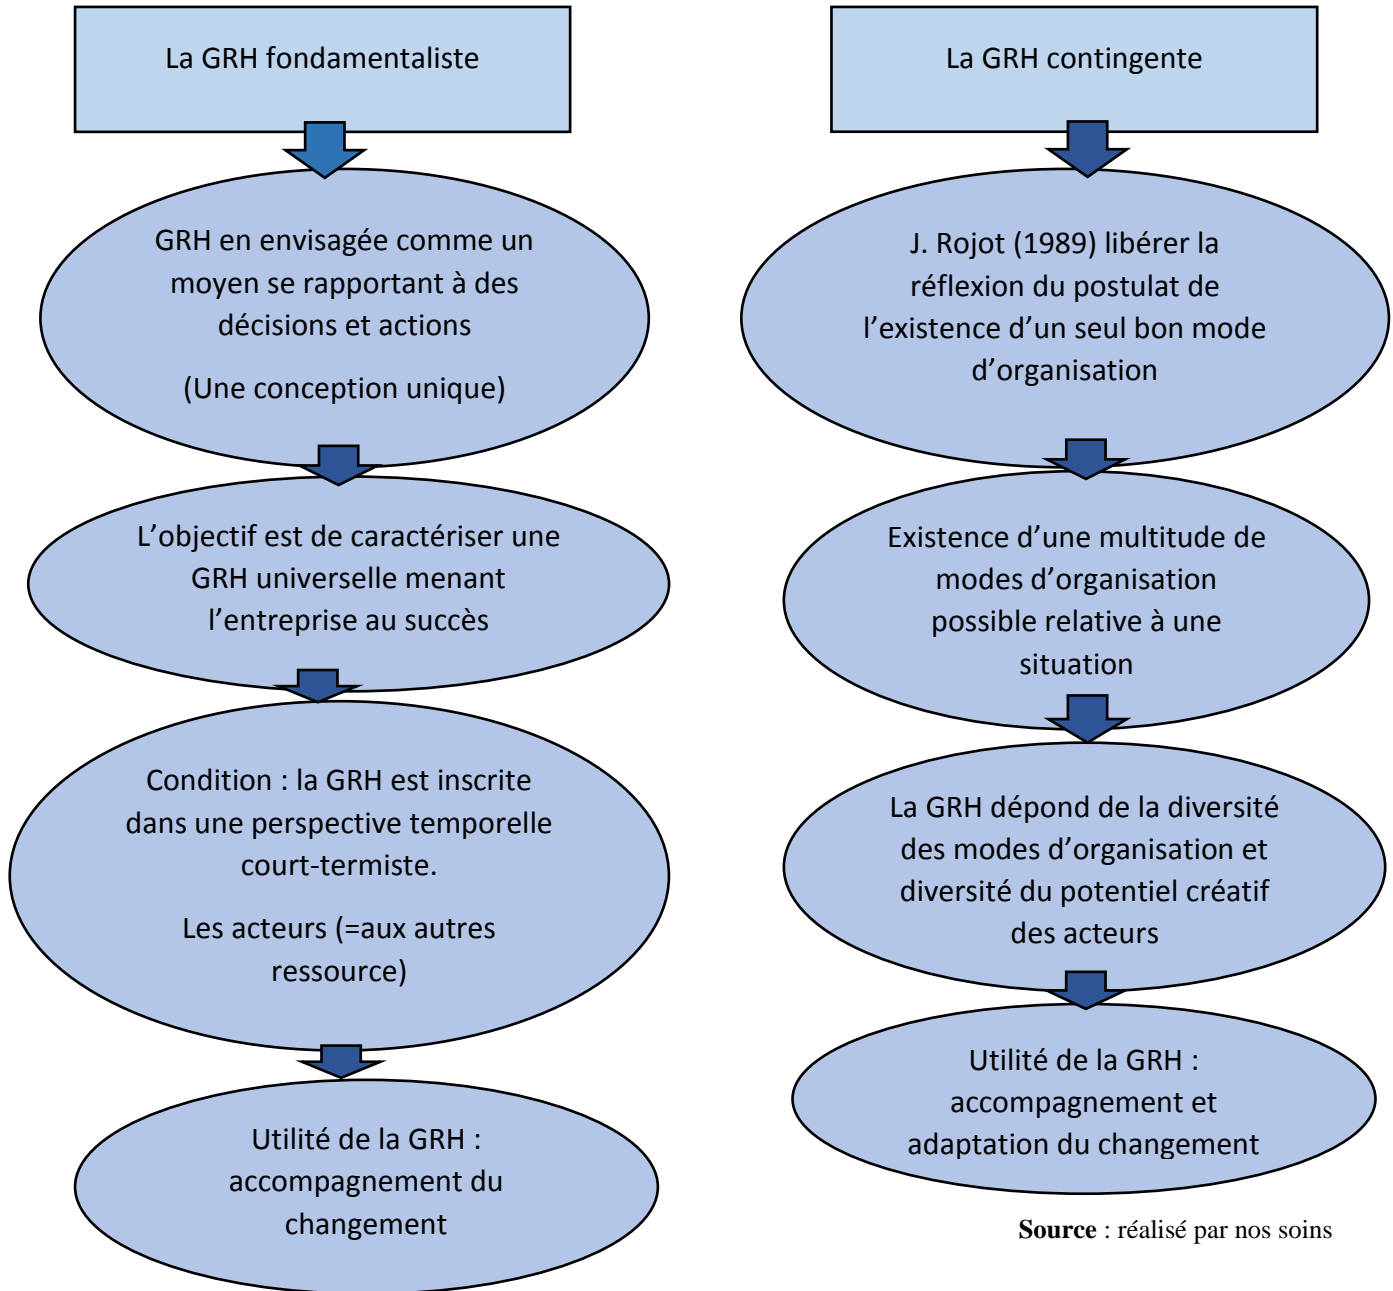 La GRH fondamentaliste
GRH en envisagée comme un
moyen se rapportant à des
décisions et actions
(Une conception unique)
L’objectif est de caractériser une
GRH universelle menant
l’entreprise au succès
Condition : la GRH est inscrite
dans une perspective temporelle
court-termiste.
Les acteurs (=aux autres
ressource)
Utilité de la GRH :
accompagnement du
changement
La GRH contingente
J. Rojot (1989) libérer la
réflexion du postulat de
l’existence d’un seul bon mode
d’organisation
Existence d’une multitude de
modes d’organisation
possible relative à une
situation
La GRH dépond de la diversité
des modes d’organisation et
diversité du potentiel créatif
des acteurs
Utilité de la GRH :
accompagnement et
adaptation du changement
Source : réalisé par nos soins